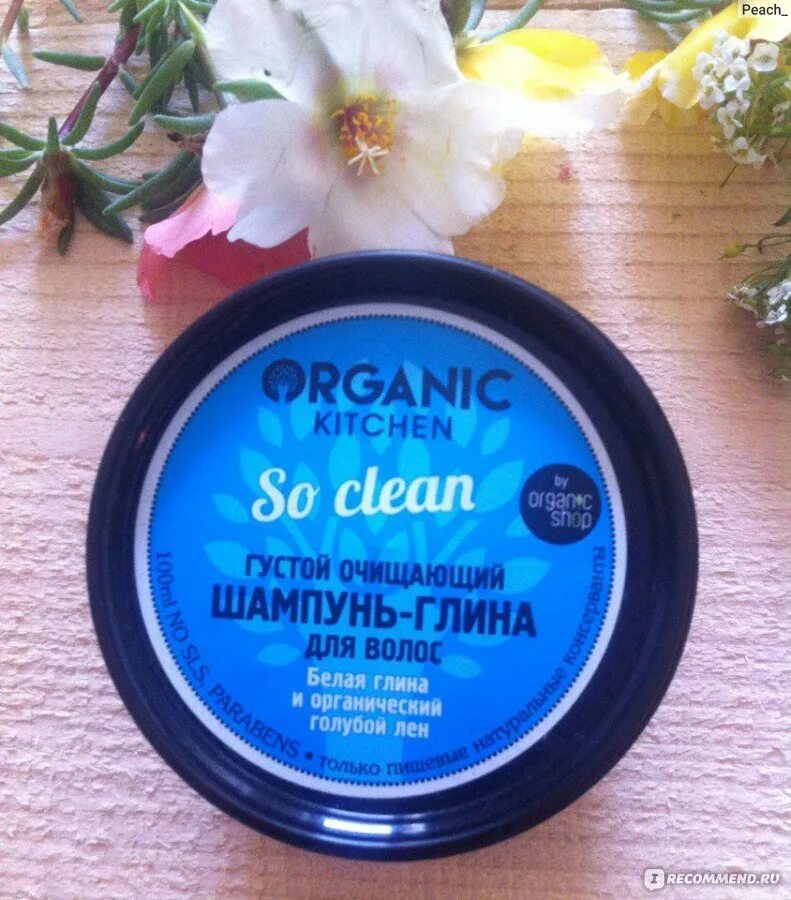 Peach_
ORGANIC
KITCHEN
So clean
by
organic
shop
ГУСТОЙ ОЧИЩАЮЩИЙ
ШАМПУНЬ-ГЛИНА
ДЛЯ ВОЛОС
Белая глина
и органический
голубой лен
100ml NO SLS, PARABENS • только пищевые натуральные консерванты
IRECOMMEND.RU